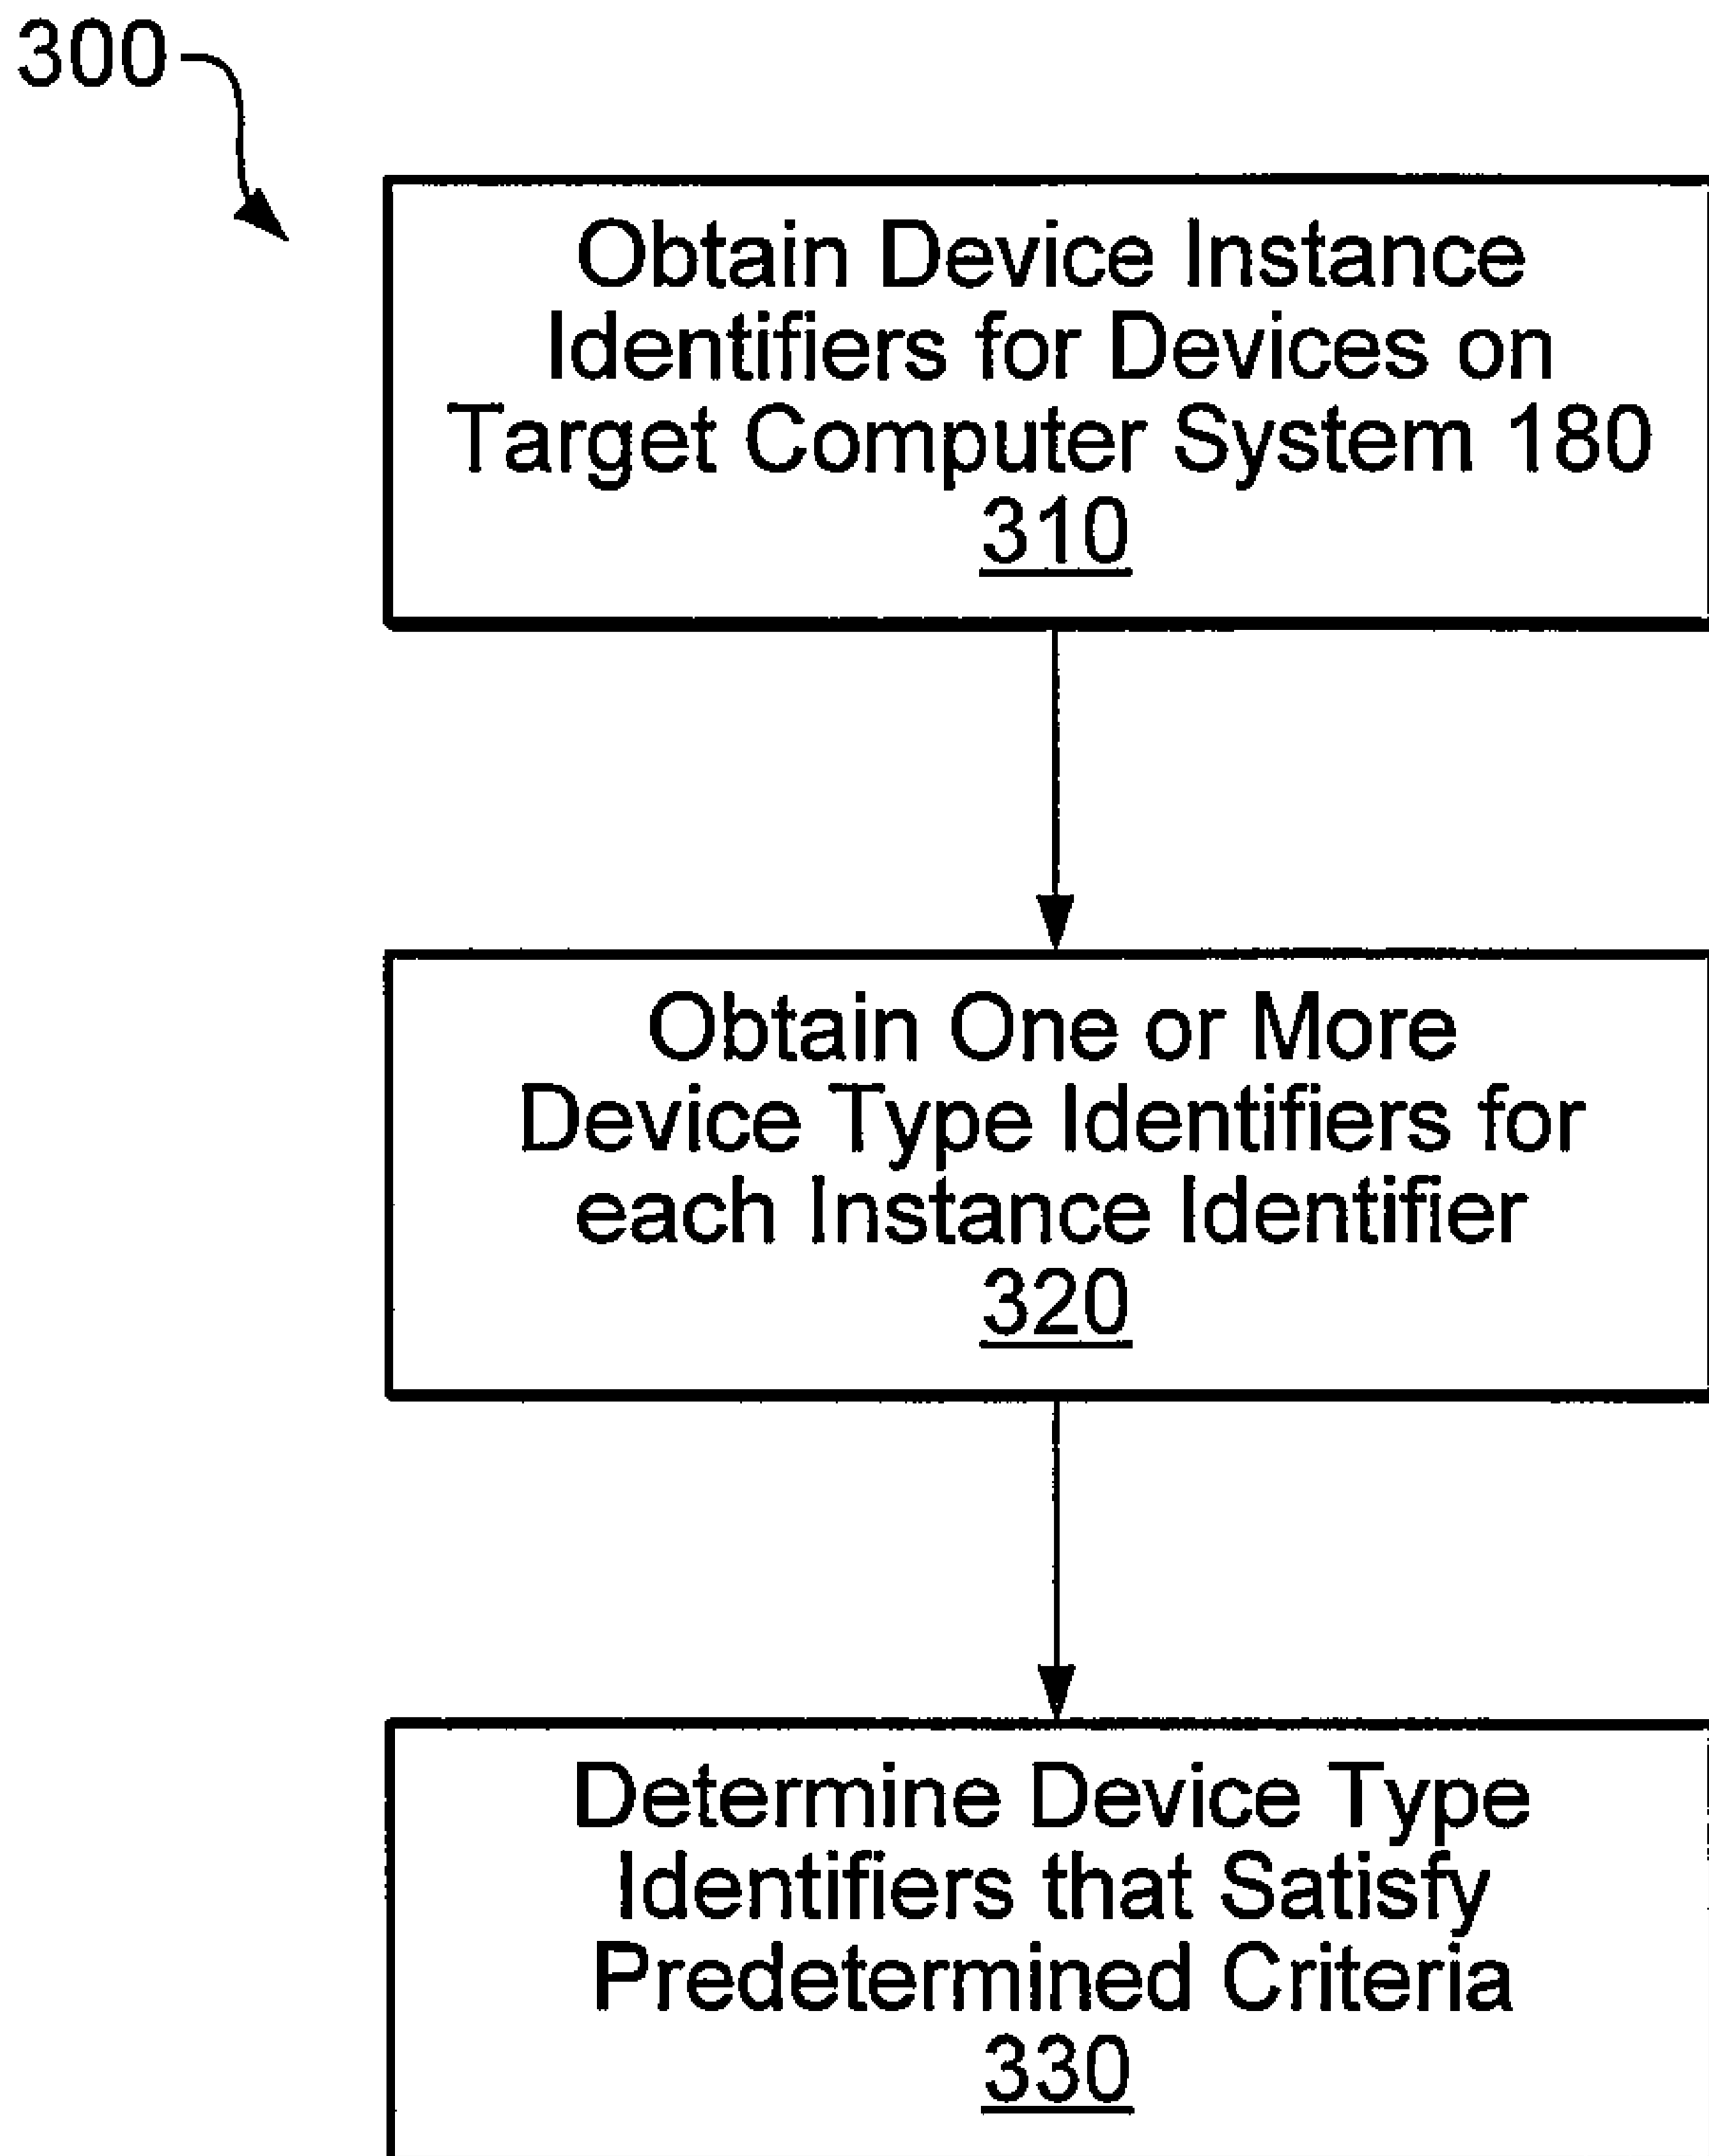 300
Obtain Device Instance
Identifiers for Devices on
Target Computer System 180
310
Obtain One or More
Device Type Identifiers for
each Instance Identifier
320
Determine Device Type
Identifiers that Satisfy
Predetermined Criteria
330